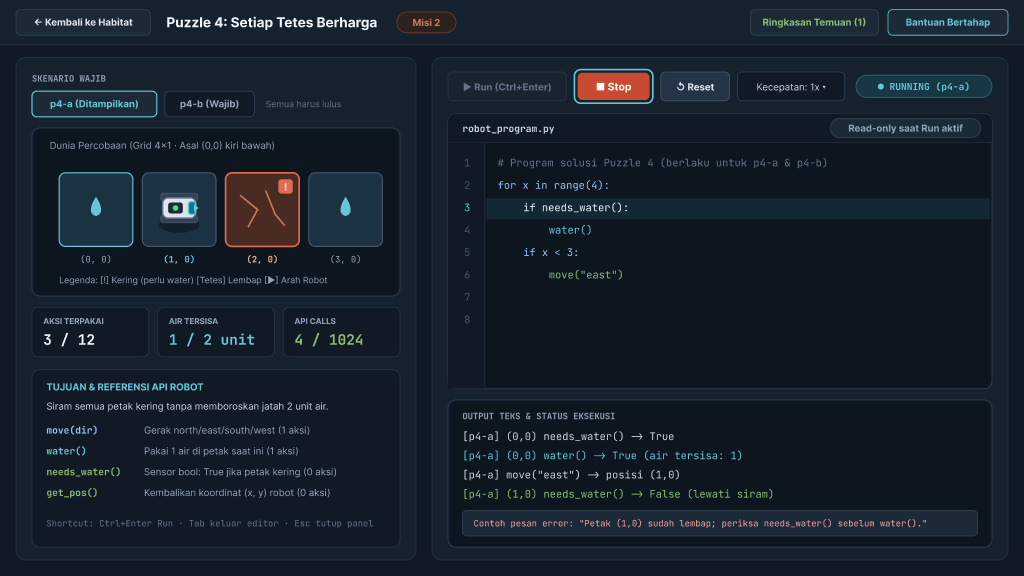 ← Kembali ke Habitat
Puzzle 4: Setiap Tetes Berharga
Misi 2
Ringkasan Temuan (1)
Bantuan Bertahap
SKENARIO WAJIB
p4-a (Ditampilkan)
p4-b (Wajib)
Semua harus lulus
Dunia Percobaan (Grid 4×1 · Asal (0,0) kiri bawah)
!
(0, 0)
(1, 0)
(2, 0)
(3, 0)
Legenda: [!] Kering (perlu water) [Tetes] Lembap [▶] Arah Robot
AKSI TERPAKAI
3 / 12
AIR TERSISA
1 / 2 unit
API CALLS
4 / 1024
TUJUAN & REFERENSI API ROBOT
Siram semua petak kering tanpa memboroskan jatah 2 unit air.
move(dir) Gerak north/east/south/west (1 aksi)
water() Pakai 1 air di petak saat ini (1 aksi)
needs_water() Sensor bool: True jika petak kering (0 aksi)
get_pos() Kembalikan koordinat (x, y) robot (0 aksi)
Shortcut: Ctrl+Enter Run · Tab keluar editor · Esc tutup panel
▶ Run (Ctrl+Enter)
■ Stop
↺ Reset
Kecepatan: 1x ▾
● RUNNING (p4-a)
robot_program.py
Read-only saat Run aktif
1 # Program solusi Puzzle 4 (berlaku untuk p4-a & p4-b)
2 for x in range(4):
3 if needs_water():
4 water()
5 if x < 3:
6 move("east")
7
8
OUTPUT TEKS & STATUS EKSEKUSI
[p4-a] (0,0) needs_water() → True
[p4-a] (0,0) water() → True (air tersisa: 1)
[p4-a] move("east") → posisi (1,0)
[p4-a] (1,0) needs_water() → False (lewati siram)
Contoh pesan error: "Petak (1,0) sudah lembap; periksa needs_water() sebelum water()."